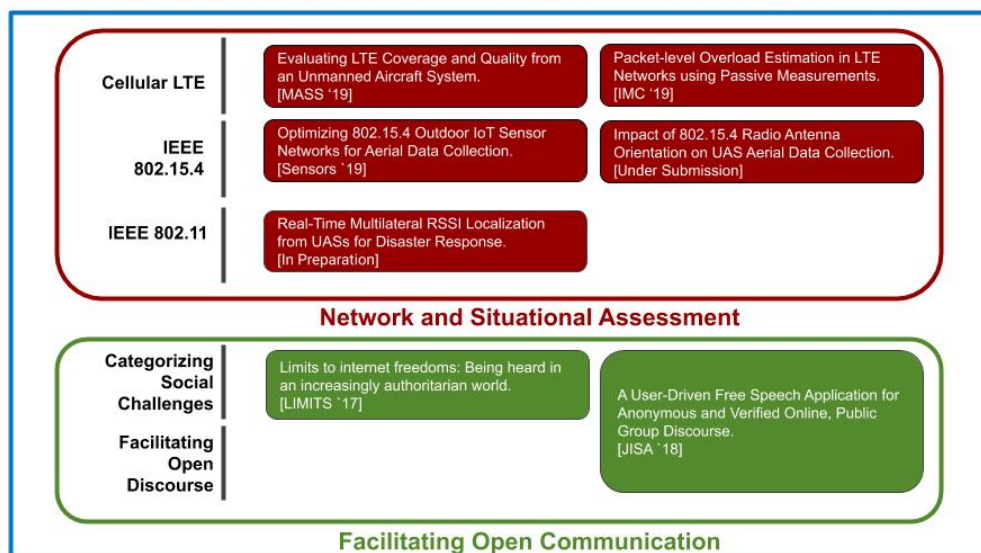 Cellular LTE
Evaluating LTE Coverage and Quality from
an Unmanned Aircraft System.
[MASS ‘19]
Packet-level Overload Estimation in LTE
Networks using Passive Measurements.
[IMC ‘19]
IEEE
802.15.4
Optimizing 802.15.4 Outdoor IoT Sensor
Networks for Aerial Data Collection.
[Sensors `19]
Impact of 802.15.4 Radio Antenna
Orientation on UAS Aerial Data Collection.
[Under Submission]
IEEE 802.11
Real-Time Multilateral RSSI Localization
from UASs for Disaster Response.
[In Preparation]
Network and Situational Assessment
Categorizing
Social
Challenges
Limits to internet freedoms: Being heard in
an increasingly authoritarian world.
[LIMITS `17]
A User-Driven Free Speech Application for
Anonymous and Verified Online, Public
Group Discourse.
[JISA `18]
Facilitating
Open
Discourse
Facilitating Open Communication